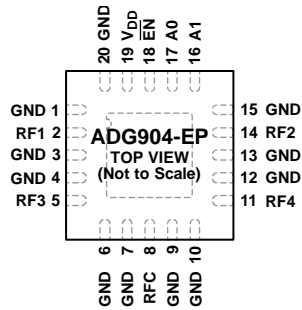 20 GND
19 VDD
18 EN
17 A0
16 A1
GND 1
RF1 2
GND 3
GND 4
RF3 5
ADG904-EP
TOP VIEW
(Not to Scale)
15 GND
14 RF2
13 GND
12 GND
11 RF4
GND 6
GND 7
RFC 8
GND 9
GND 10